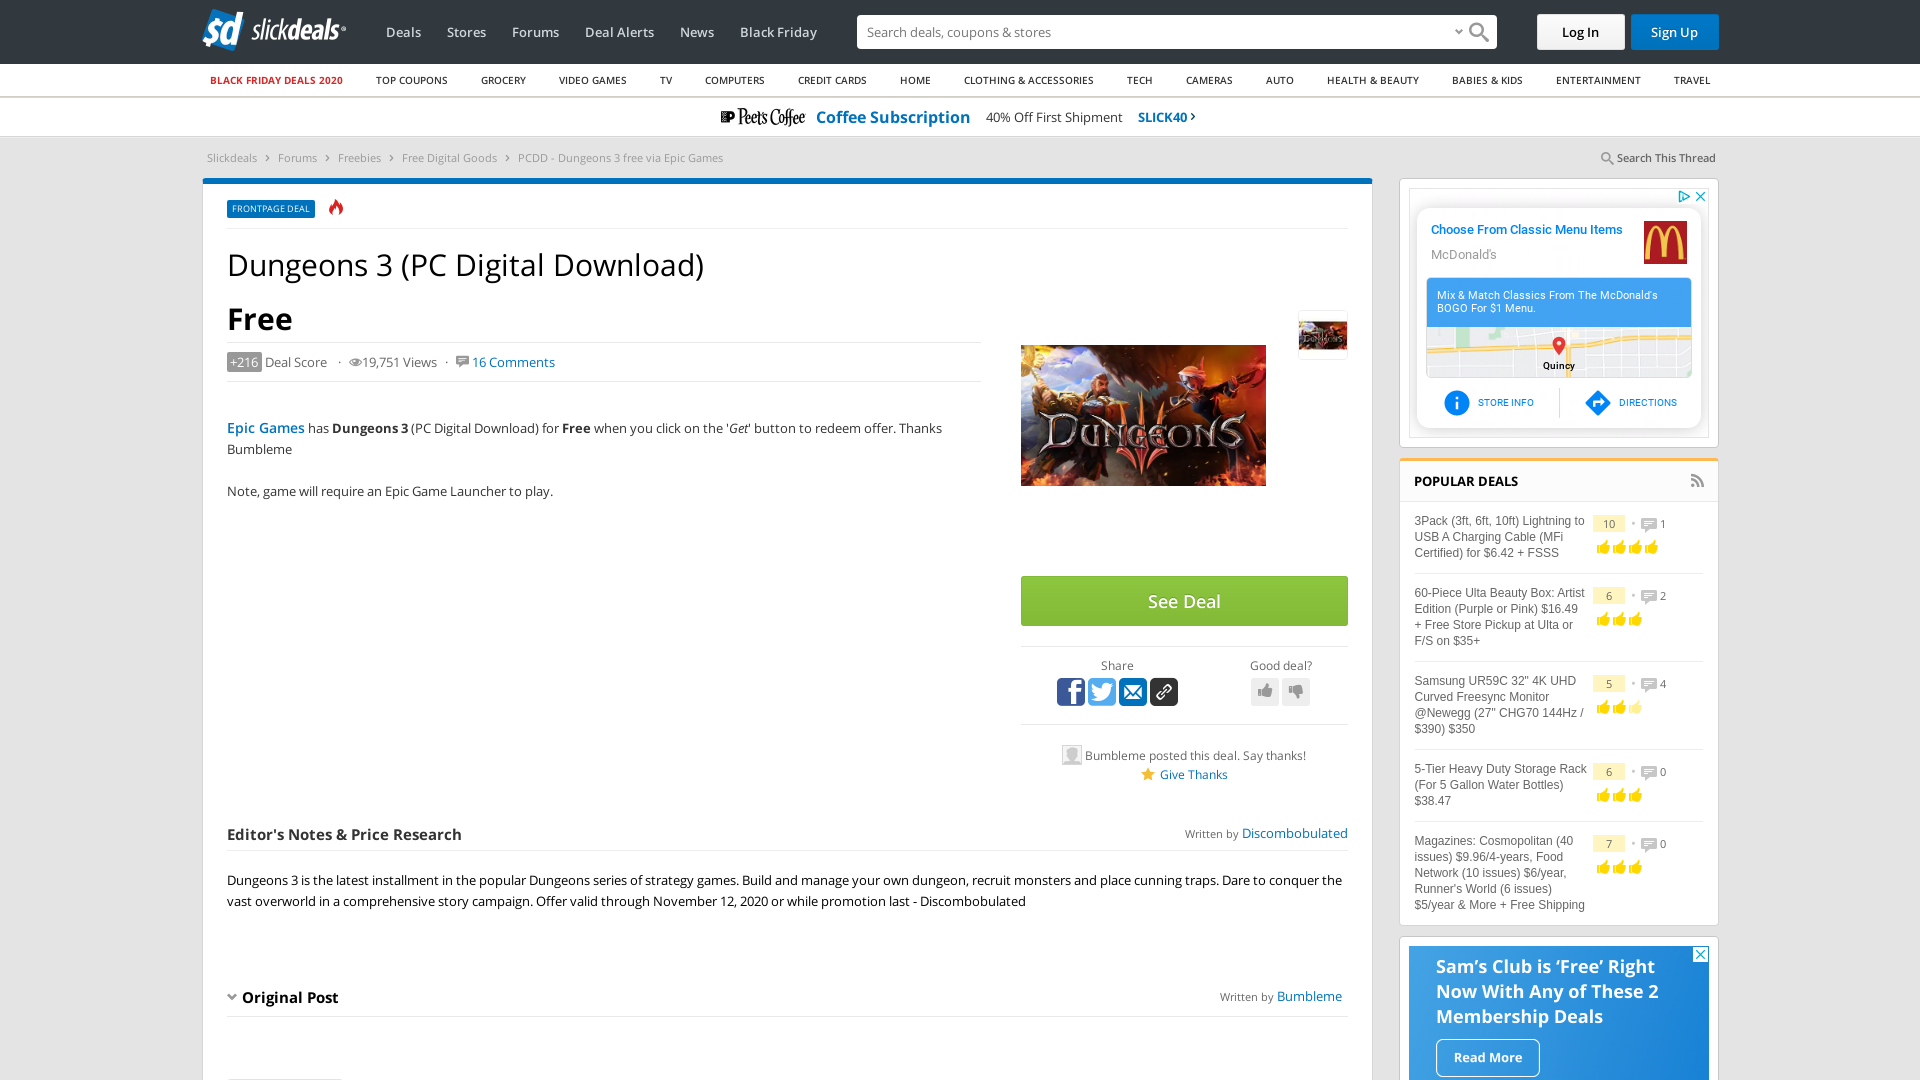 sd slickdeals
Deals
Stores
Forums
Deal Alerts
News
Black Friday
Search deals, coupons & stores
Log In
Sign Up
BLACK FRIDAY DEALS 2020
TOP COUPONS
GROCERY
VIDEO GAMES
TV
COMPUTERS
CREDIT CARDS
HOME
CLOTHING & ACCESSORIES
TECH
CAMERAS
AUTO
HEALTH & BEAUTY
BABIES & KIDS
ENTERTAINMENT
TRAVEL
Peet's Coffee Coffee Subscription 40% Off First Shipment SLICK40
Slickdeals > Forums > Freebies > Free Digital Goods > PCDD - Dungeons 3 free via Epic Games
Search This Thread
FRONTPAGE DEAL
Dungeons 3 (PC Digital Download)
Free
+216 Deal Score · 19,751 Views · 16 Comments
Epic Games has Dungeons 3 (PC Digital Download) for Free when you click on the 'Get' button to redeem offer. Thanks
Bumbleme
Note, game will require an Epic Game Launcher to play.
DUNGEONS
DUNGEONS
See Deal
Share
Good deal?
Bumbleme posted this deal. Say thanks!
Give Thanks
Editor's Notes & Price Research
Written by Discombobulated
Dungeons 3 is the latest installment in the popular Dungeons series of strategy games. Build and manage your own dungeon, recruit monsters and place cunning traps. Dare to conquer the
vast overworld in a comprehensive story campaign. Offer valid through November 12, 2020 or while promotion last - Discombobulated
Original Post
Written by Bumbleme
Choose From Classic Menu Items
McDonald's
Mix & Match Classics From The McDonald's
BOGO For $1 Menu.
Quincy
STORE INFO
DIRECTIONS
POPULAR DEALS
3Pack (3ft, 6ft, 10ft) Lightning to
USB A Charging Cable (MFi
Certified) for $6.42 + FSSS
10 • 1
60-Piece Ulta Beauty Box: Artist
Edition (Purple or Pink) $16.49
+ Free Store Pickup at Ulta or
F/S on $35+
6 • 2
Samsung UR59C 32" 4K UHD
Curved Freesync Monitor
@Newegg (27" CHG70 144Hz /
$390) $350
5 • 4
5-Tier Heavy Duty Storage Rack
(For 5 Gallon Water Bottles)
$38.47
6 • 0
Magazines: Cosmopolitan (40
issues) $9.96/4-years, Food
Network (10 issues) $6/year,
Runner's World (6 issues)
$5/year & More + Free Shipping
7 • 0
Sam's Club is 'Free' Right
Now With Any of These 2
Membership Deals
Read More